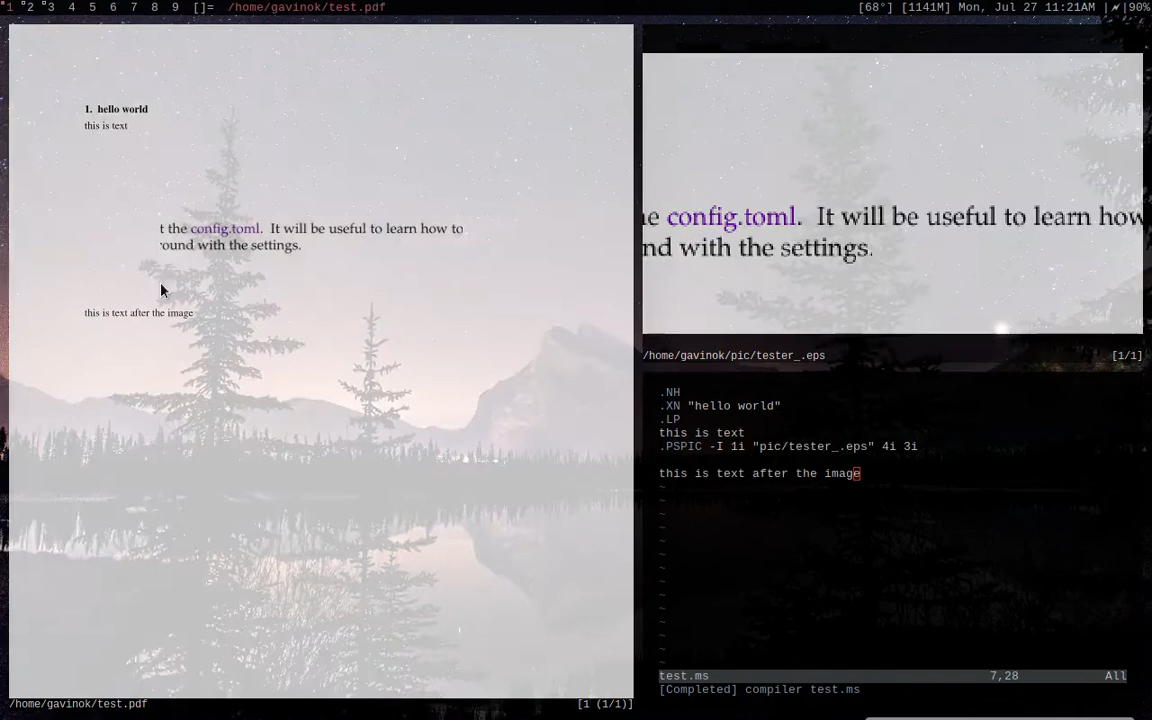 1 2 3 4 5 6 7 8 9 []= /home/gavinok/test.pdf [68°] [1141M] Mon, Jul 27 11:21AM | |90%
1. hello world
this is text
t the config.toml. It will be useful to learn how to
ound with the settings.
this is text after the image
/home/gavinok/test.pdf [1 (1/1)]
e config.toml. It will be useful to learn how
nd with the settings.
/home/gavinok/pic/tester_.eps [1/1]
.NH
.XN "hello world"
.LP
this is text
.PSPIC -I 1i "pic/tester_.eps" 4i 3i
this is text after the image
~
~
~
~
~
~
~
~
~
~
~
~
~
~
test.ms 7,28 All
[Completed] compiler test.ms